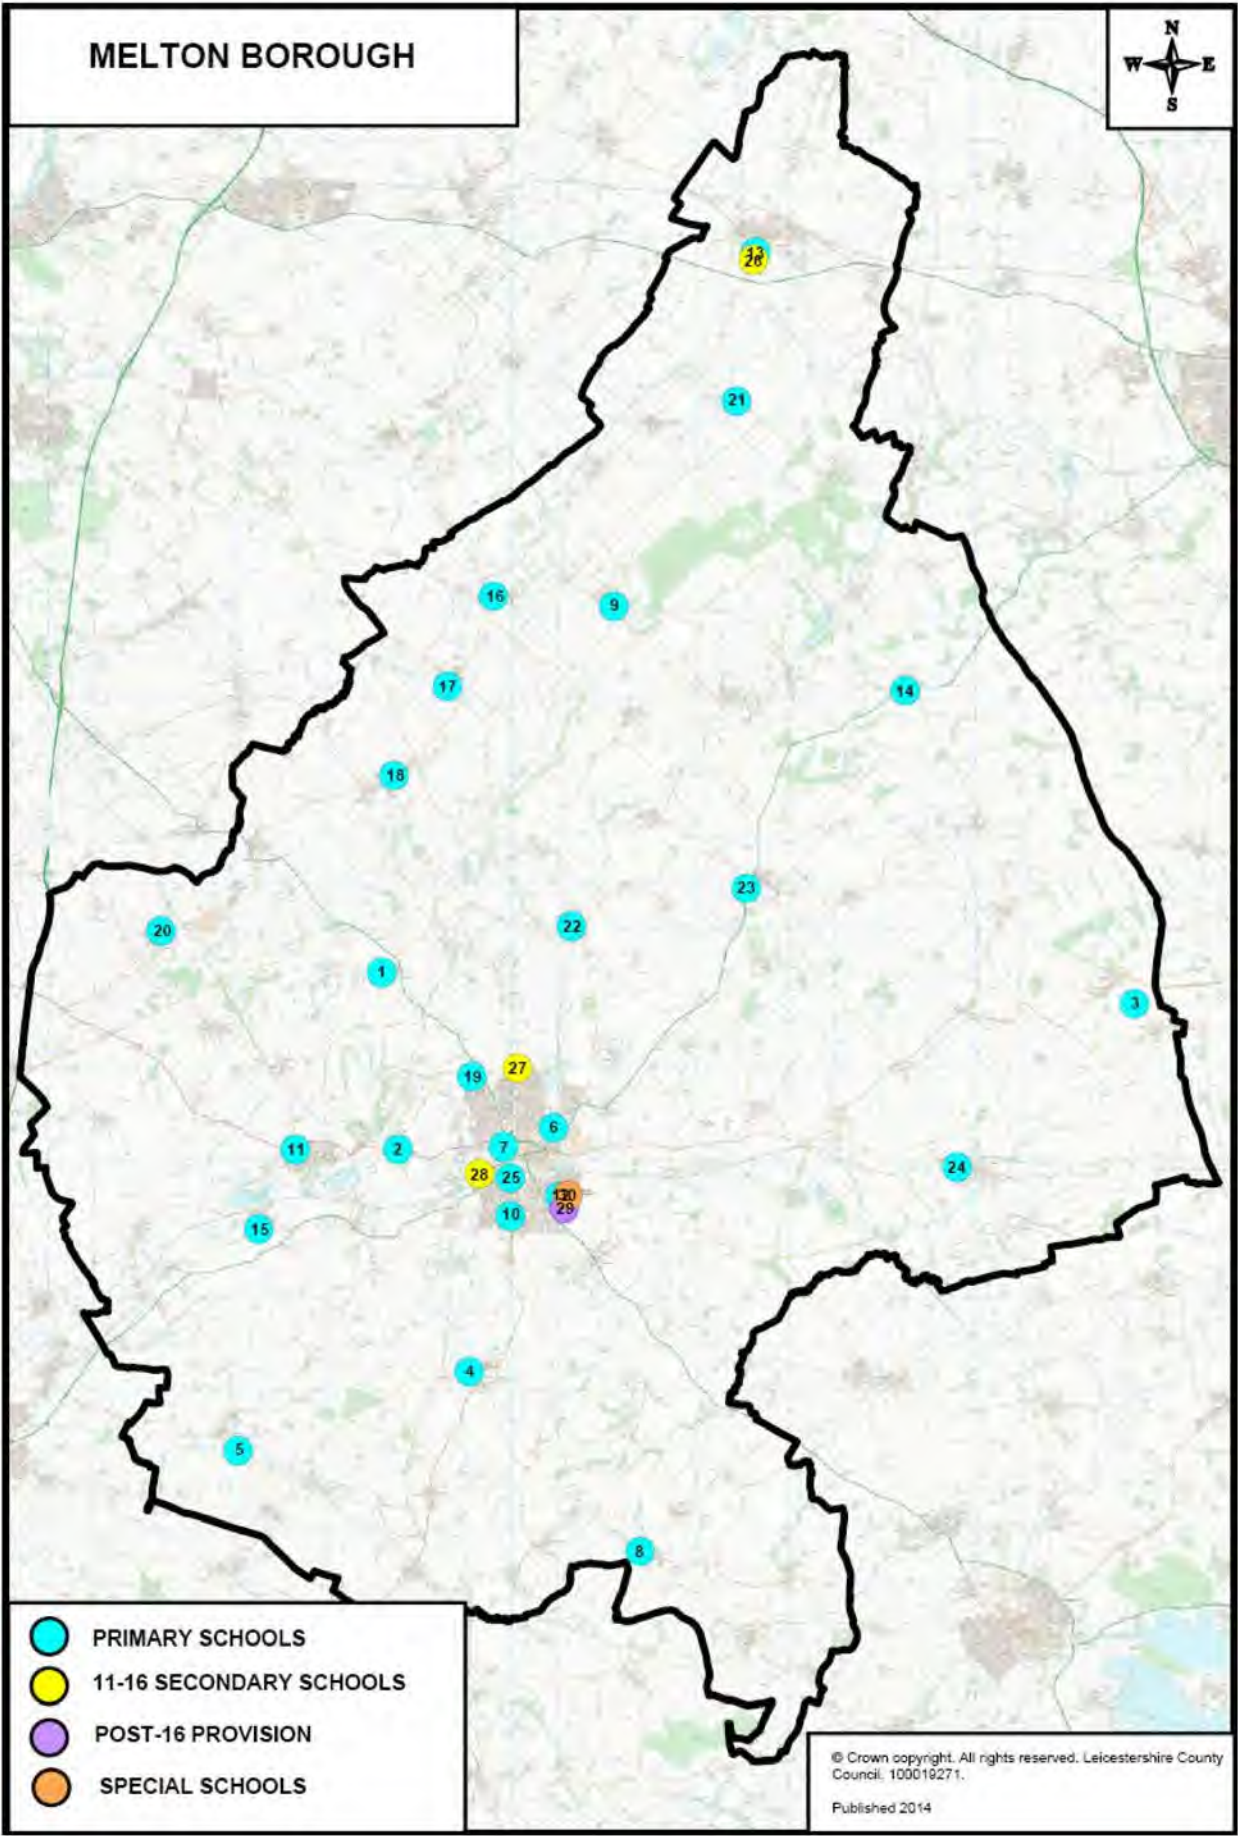 MELTON BOROUGH
N
W E
S
13
26
21
16
9
17
14
18
23
22
20
1
3
27
19
6
7
11
2
28
25
24
12
30
29
10
15
4
5
8
PRIMARY SCHOOLS
11-16 SECONDARY SCHOOLS
POST-16 PROVISION
SPECIAL SCHOOLS
© Crown copyright. All rights reserved. Leicestershire County
Council. 100019271.
Published 2014